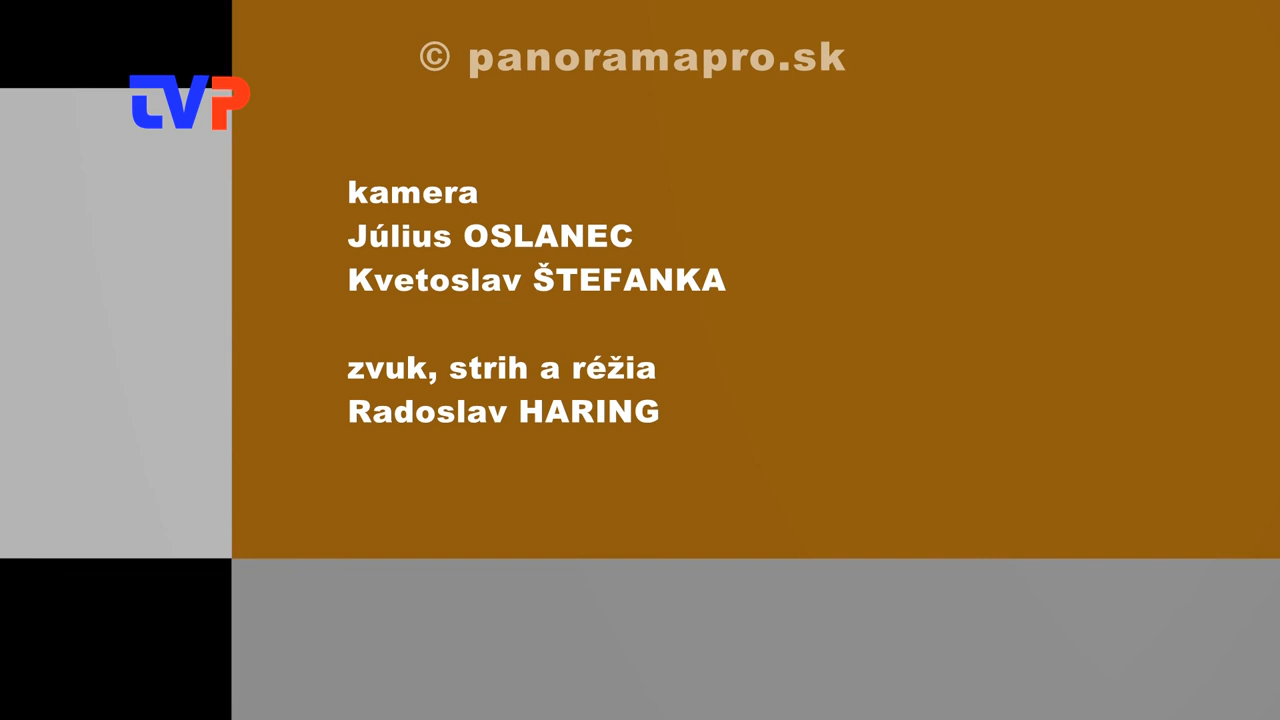 © panoramapro.sk
TVP
kamera
Július OSLANEC
Kvetoslav ŠTEFANKA
zvuk, strih a réžia
Radoslav HARING